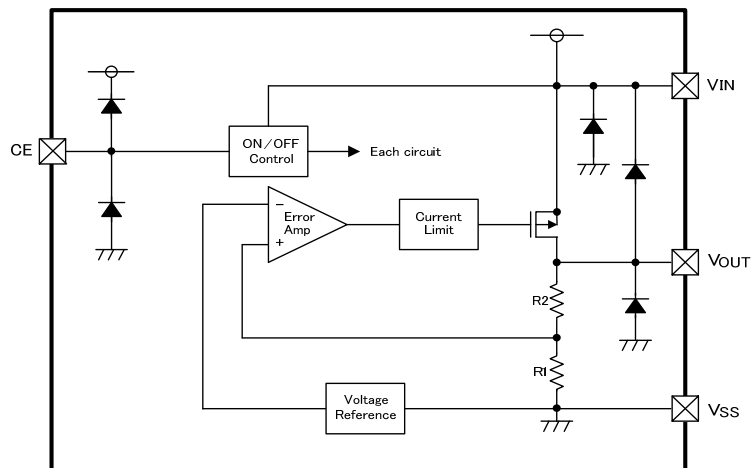 VIN
CE
ON/OFF
Control
Each circuit
−
Error
Amp
+
Current
Limit
VOUT
R2
R1
Voltage
Reference
VSS